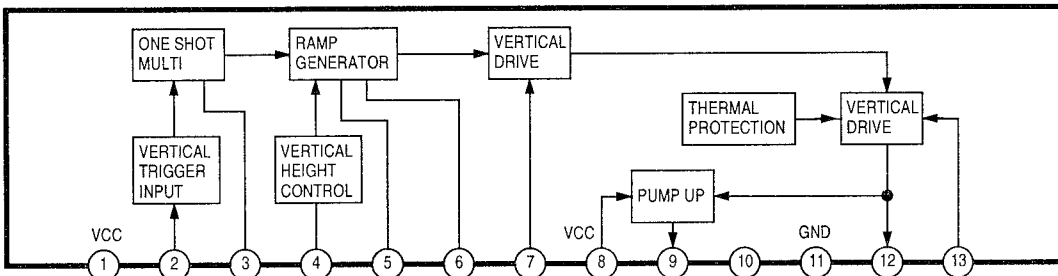 ONE SHOT
MULTI
RAMP
GENERATOR
VERTICAL
DRIVE
THERMAL
PROTECTION
VERTICAL
DRIVE
VERTICAL
TRIGGER
INPUT
VERTICAL
HEIGHT
CONTROL
PUMP UP
VCC
VCC
GND
1
2
3
4
5
6
7
8
9
10
11
12
13